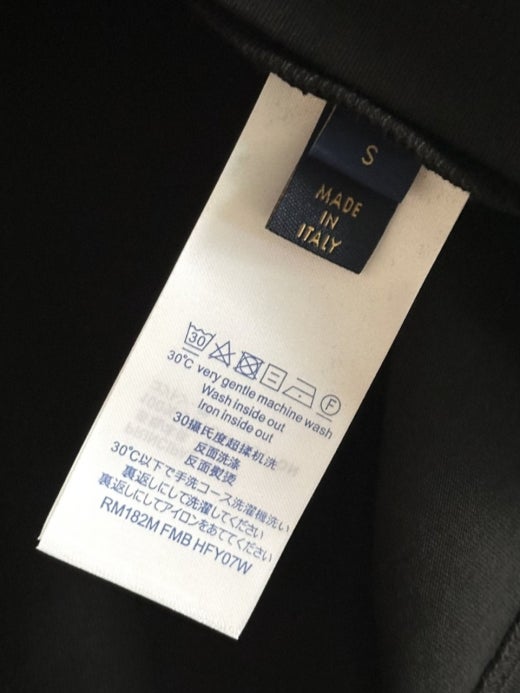 S
MADE
IN
ITALY
30
F
30°C very gentle machine wash
Wash inside out
Iron inside out
30攝氏度超揉机洗
反面洗涤
反面熨烫
30℃以下で手洗コース洗濯機洗い
裏返しにして洗濯してください
裏返しにしてアイロンをあててください
RM182M FMB HFY07W